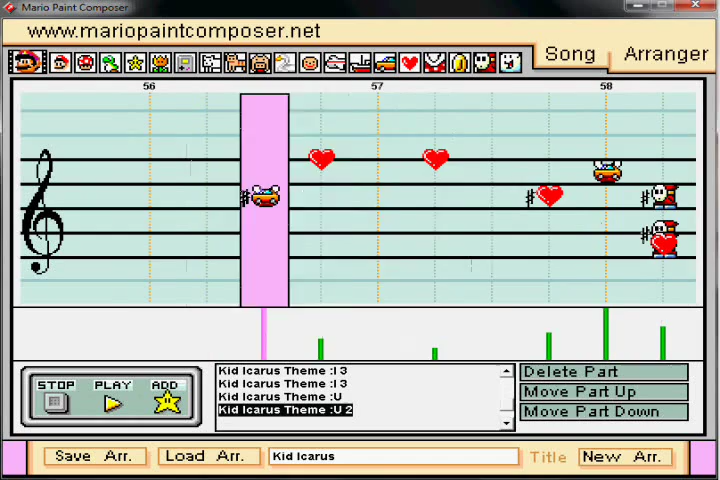 Mario Paint Composer
www.mariopaintcomposer.net
Song
Arranger
56
57
58
STOP
PLAY
ADD
Kid Icarus Theme :I 3
Kid Icarus Theme :I 3
Kid Icarus Theme :U
Kid Icarus Theme :U 2
Delete Part
Move Part Up
Move Part Down
Save Arr.
Load Arr.
Kid Icarus
Title
New Arr.